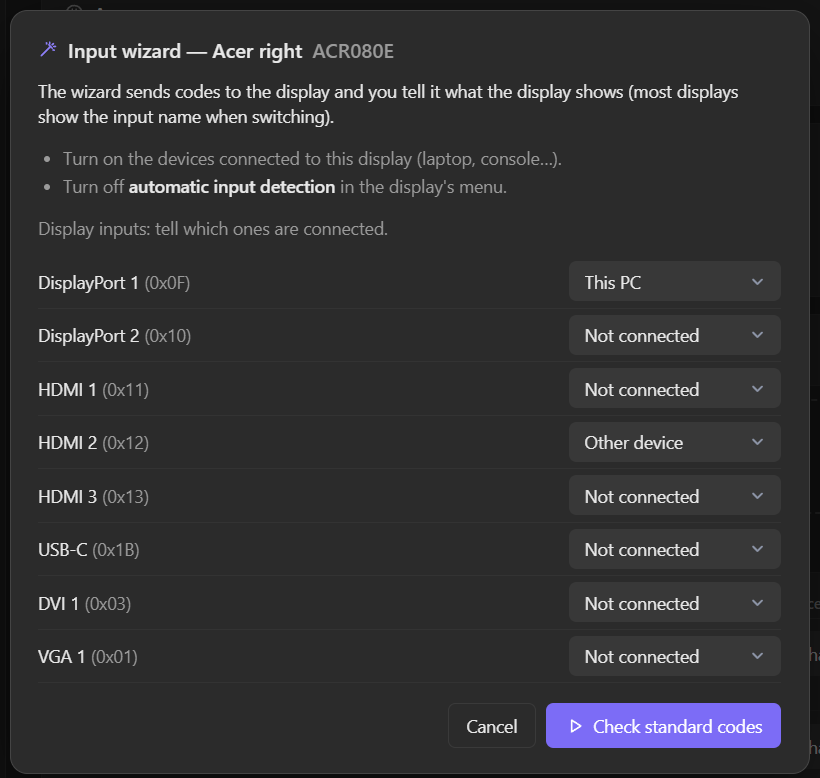 Input wizard — Acer right ACR080E
The wizard sends codes to the display and you tell it what the display shows (most displays
show the input name when switching).
• Turn on the devices connected to this display (laptop, console...).
• Turn off automatic input detection in the display's menu.
Display inputs: tell which ones are connected.
DisplayPort 1 (0x0F) This PC
DisplayPort 2 (0x10) Not connected
HDMI 1 (0x11) Not connected
HDMI 2 (0x12) Other device
HDMI 3 (0x13) Not connected
USB-C (0x1B) Not connected
DVI 1 (0x03) Not connected
VGA 1 (0x01) Not connected
Cancel Check standard codes